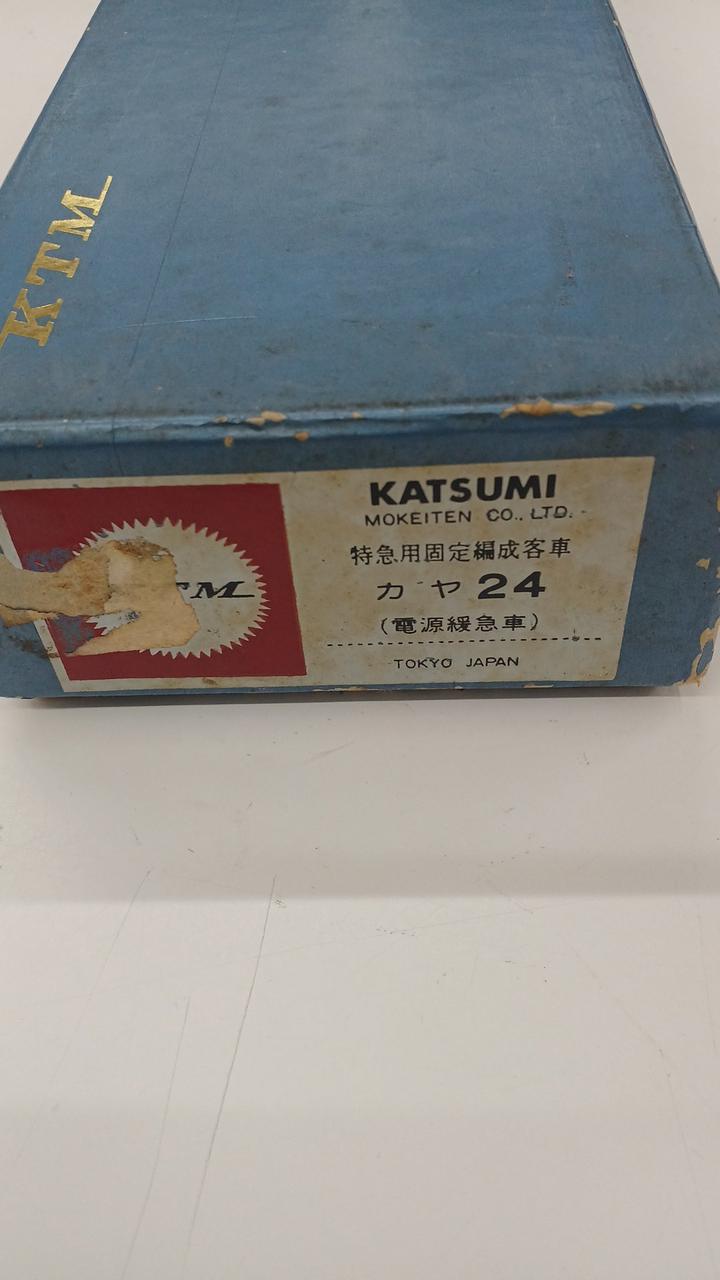 KTM
KATSUMI
MOKEITEN CO., LTD.
特急用固定編成客車
カヤ 24
(電源緩急車)
TOKYO JAPAN